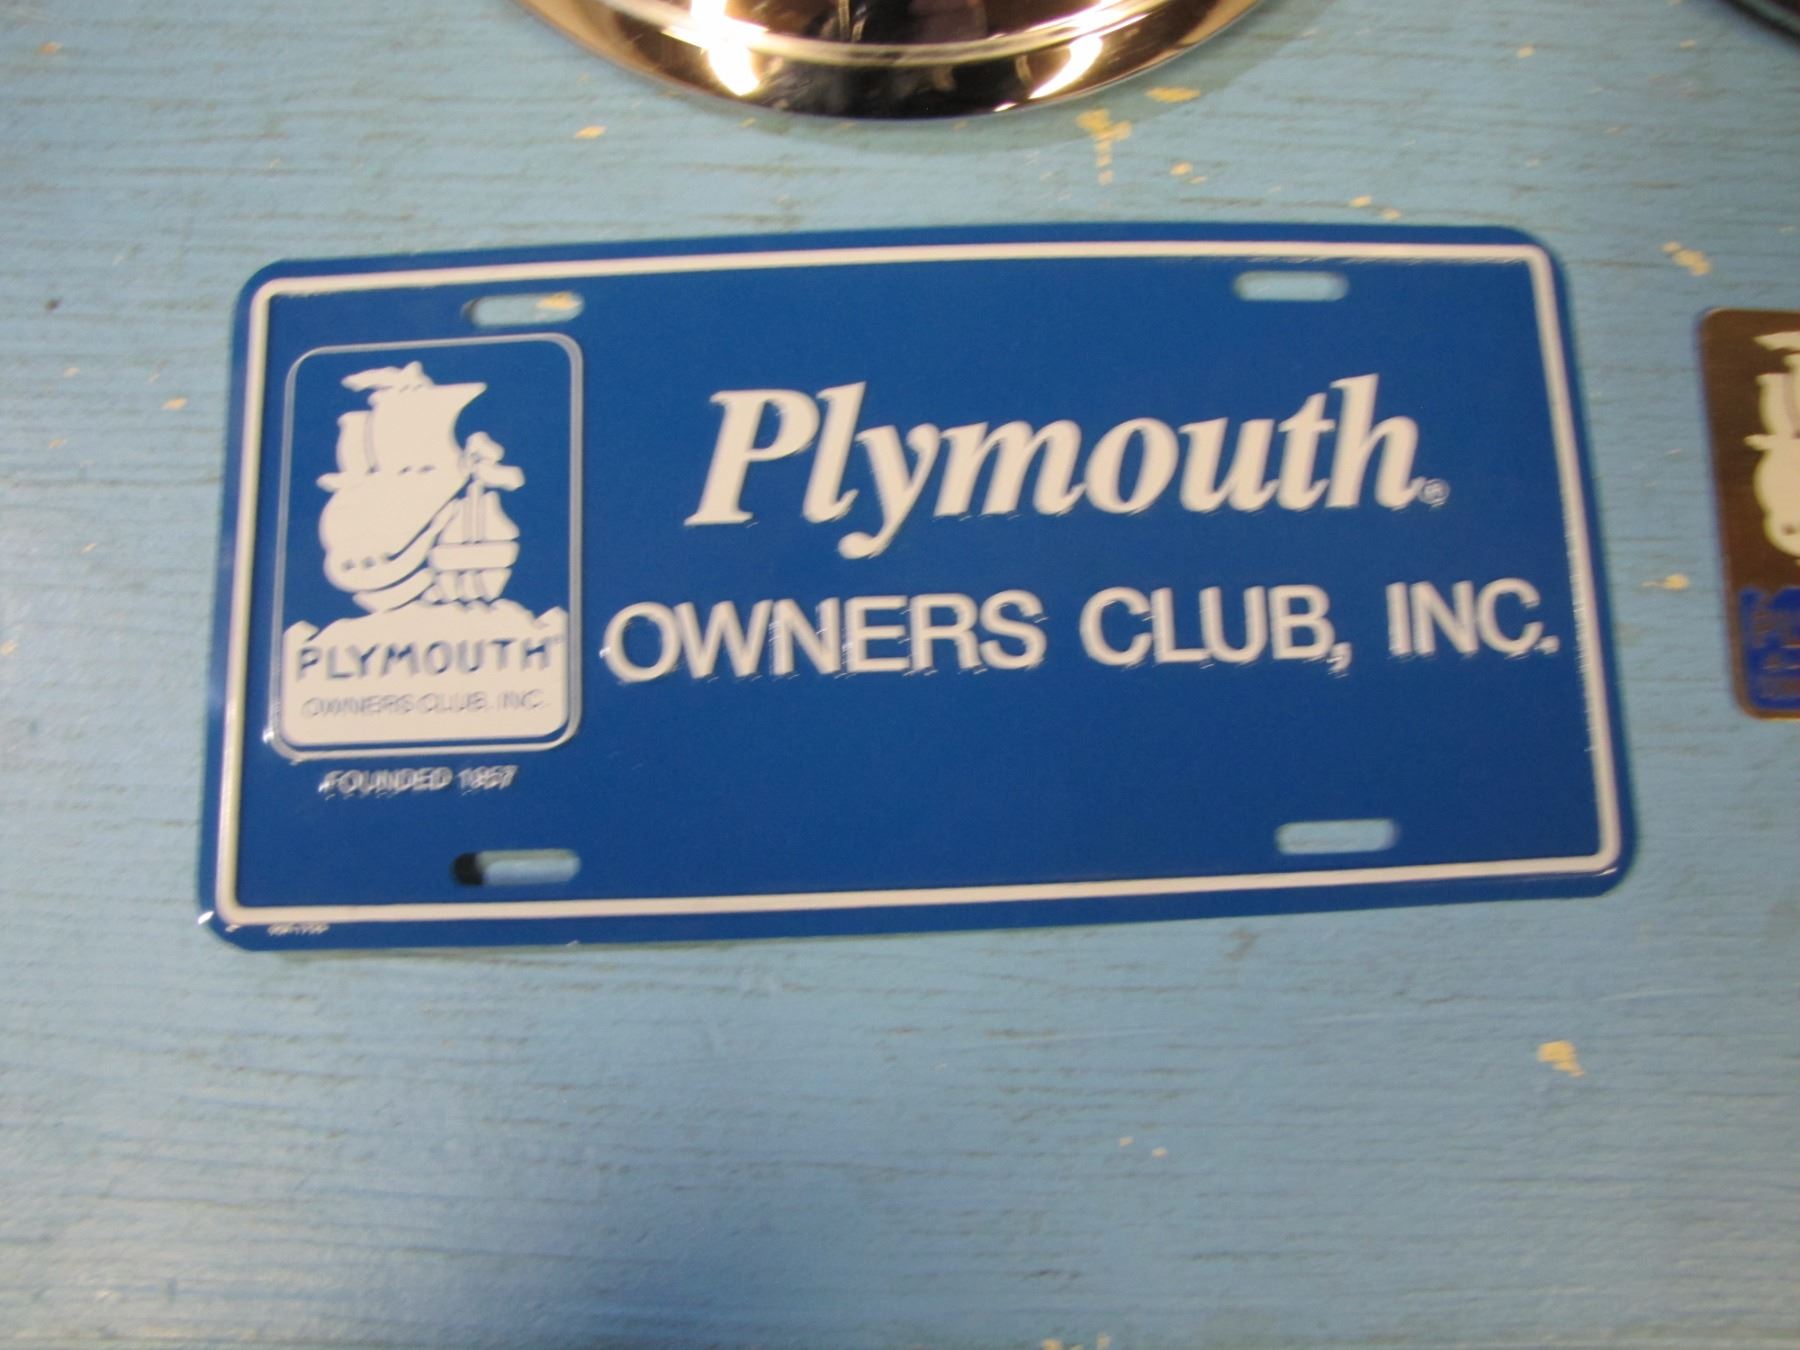 Plymouth®
OWNERS CLUB, INC.
PLYMOUTH®
OWNERS CLUB, INC.
FOUNDED 1957